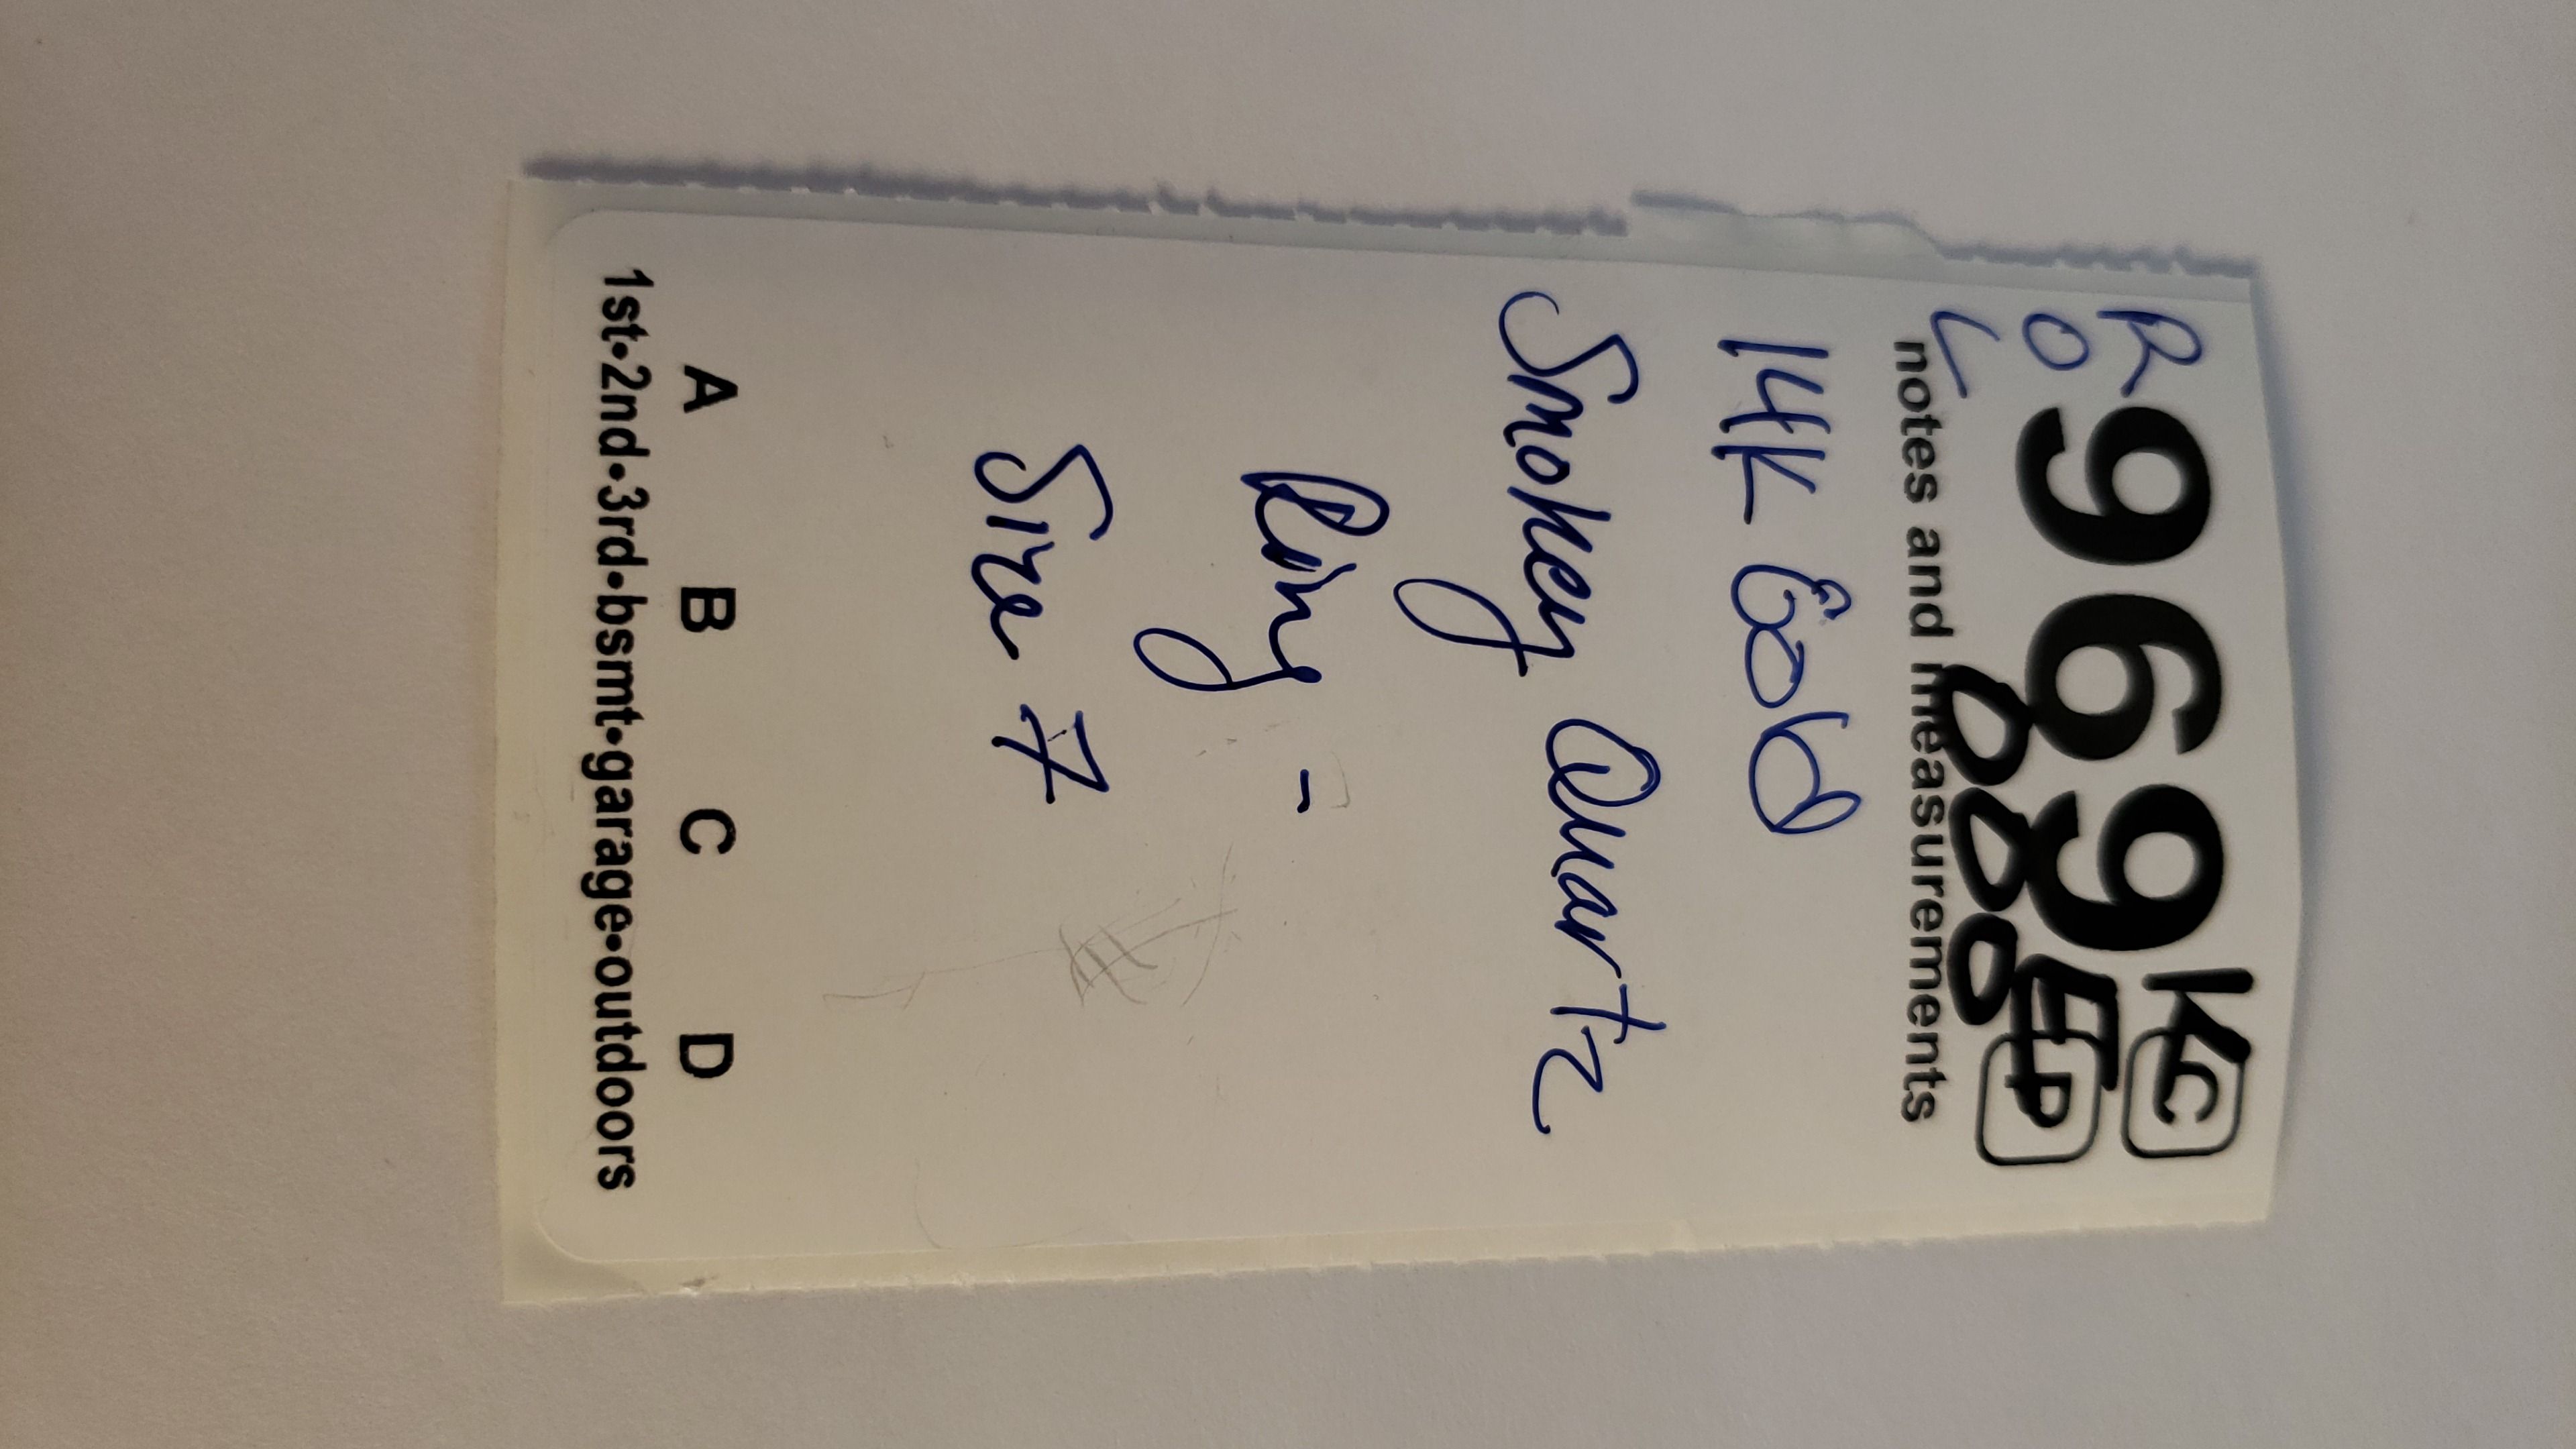 R 969 KC
O 888 EP
L
notes and measurements
14K Gold
Smokey Quartz
Ring -
Size 7
A B C D
1st•2nd•3rd•bsmt•garage•outdoors